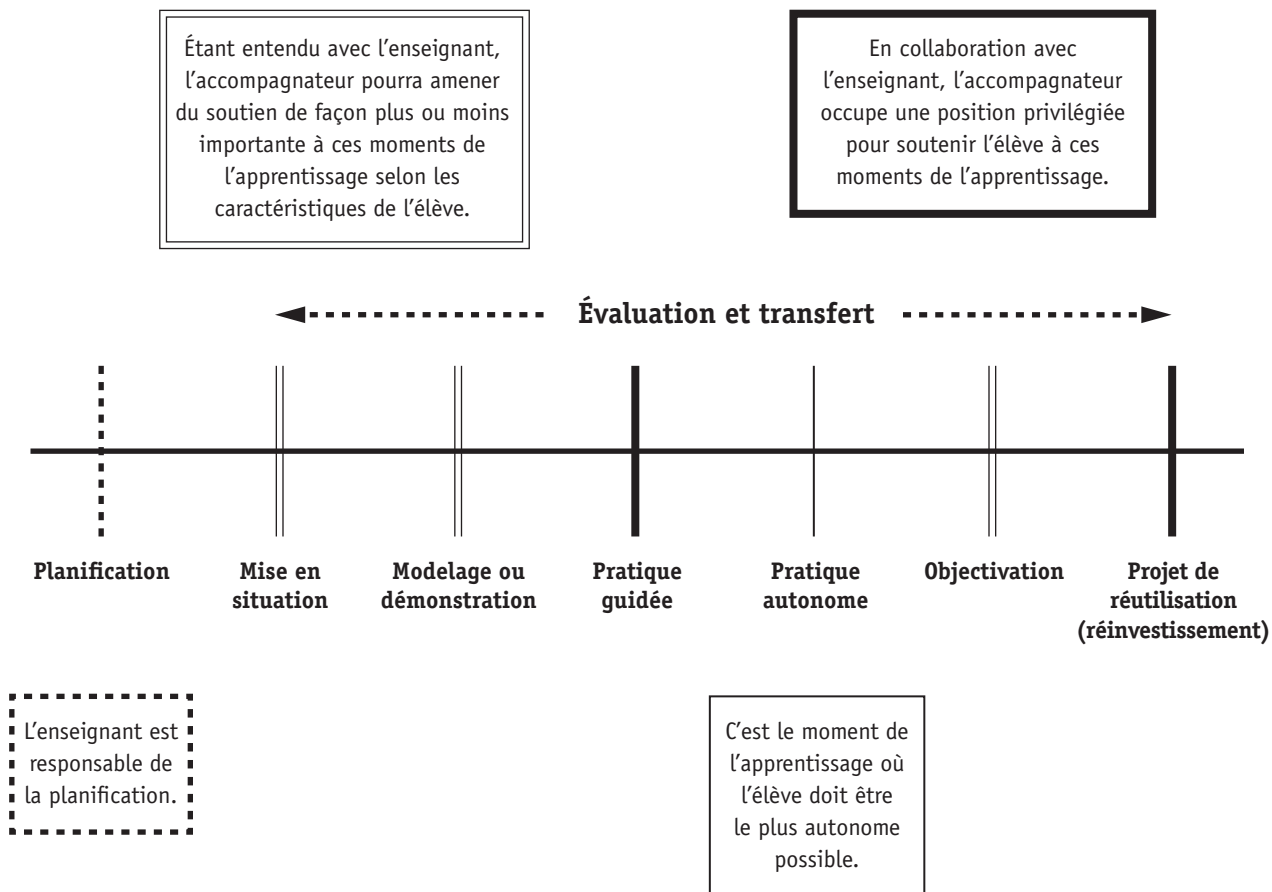 Étant entendu avec l'enseignant,
l'accompagnateur pourra amener
du soutien de façon plus ou moins
importante à ces moments de
l'apprentissage selon les
caractéristiques de l'élève.
En collaboration avec
l'enseignant, l'accompagnateur
occupe une position privilégiée
pour soutenir l'élève à ces
moments de l'apprentissage.
Évaluation et transfert
Planification
Mise en
situation
Modelage ou
démonstration
Pratique
guidée
Pratique
autonome
Objectivation
Projet de
réutilisation
(réinvestissement)
L'enseignant est
responsable de
la planification.
C'est le moment de
l'apprentissage où
l'élève doit être
le plus autonome
possible.